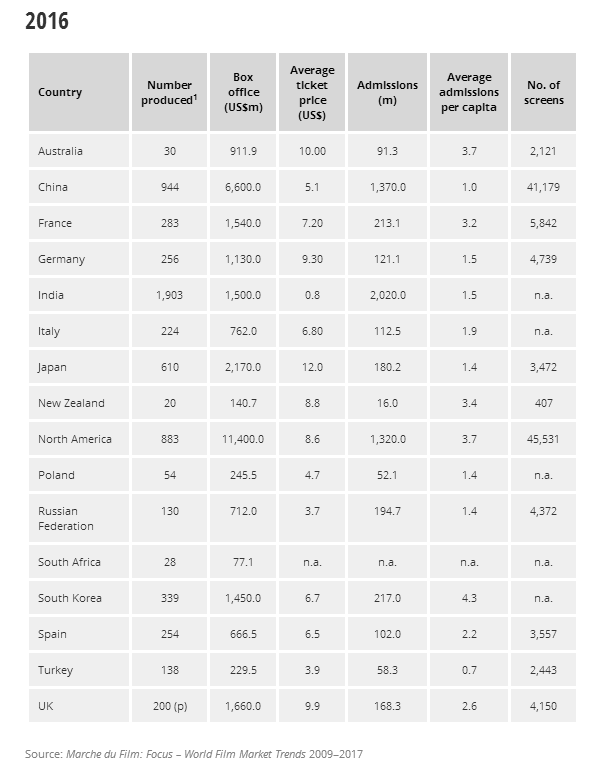 2016
Country Number produced¹ Box office (US$m) Average ticket price (US$) Admissions (m) Average admissions per capita No. of screens
Australia 30 911.9 10.00 91.3 3.7 2,121
China 944 6,600.0 5.1 1,370.0 1.0 41,179
France 283 1,540.0 7.20 213.1 3.2 5,842
Germany 256 1,130.0 9.30 121.1 1.5 4,739
India 1,903 1,500.0 0.8 2,020.0 1.5 n.a.
Italy 224 762.0 6.80 112.5 1.9 n.a.
Japan 610 2,170.0 12.0 180.2 1.4 3,472
New Zealand 20 140.7 8.8 16.0 3.4 407
North America 883 11,400.0 8.6 1,320.0 3.7 45,531
Poland 54 245.5 4.7 52.1 1.4 n.a.
Russian Federation 130 712.0 3.7 194.7 1.4 4,372
South Africa 28 77.1 n.a. n.a. n.a. n.a.
South Korea 339 1,450.0 6.7 217.0 4.3 n.a.
Spain 254 666.5 6.5 102.0 2.2 3,557
Turkey 138 229.5 3.9 58.3 0.7 2,443
UK 200 (p) 1,660.0 9.9 168.3 2.6 4,150
Source: Marche du Film: Focus – World Film Market Trends 2009–2017